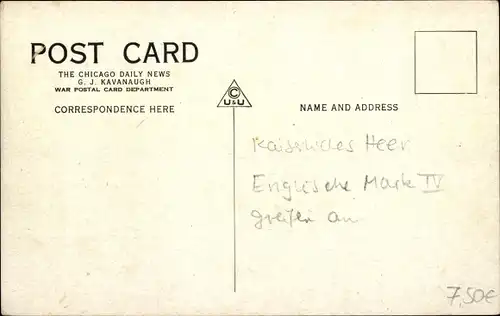 POST CARD
THE CHICAGO DAILY NEWS
G. J. KAVANAUGH
WAR POSTAL CARD DEPARTMENT
CORRESPONDENCE HERE
©
U&U
NAME AND ADDRESS
Kaiserliches Heer
Englische Mark IV
greifen an
7,50€